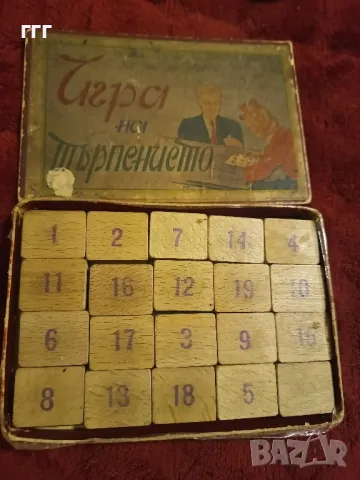 ггг
Игра
на
търпението
1 2 7 14 4
11 16 12 19 10
6 17 3 9 15
8 13 18 5
BAZAR